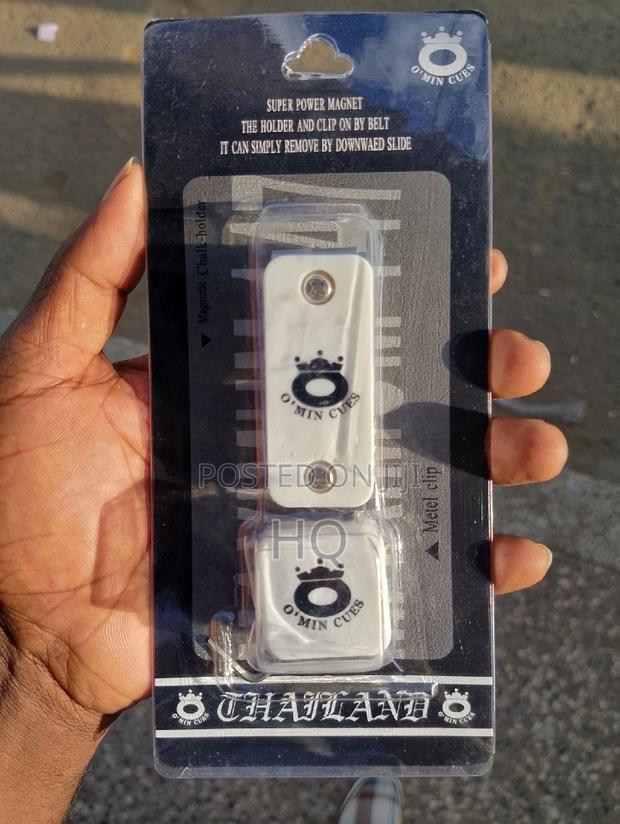 O'MIN CUES
SUPER POWER MAGNET
THE HOLDER AND CLIP ON BY BELT
IT CAN SIMPLY REMOVE BY DOWNWAED SLIDE
Magnetic Chalk-holder
O'MIN CUES
POSTED ON JIJI
HQ
Metel clip
O'MIN CUES
O'MIN CUES
THAILAND
O'MIN CUES